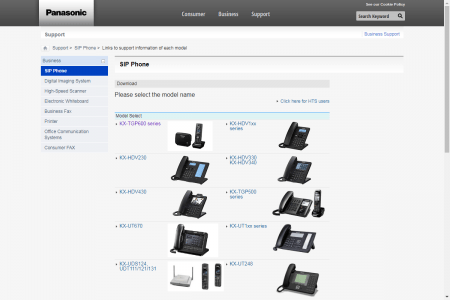 See our Cookie Policy
Panasonic
Consumer Business Support
Search Keyword
Support
Business Support
Support > SIP Phone > Links to support information of each model
Business
SIP Phone
SIP Phone
Digital Imaging System
High-Speed Scanner
Electronic Whiteboard
Business Fax
Printer
Office Communication
Systems
Consumer FAX
Download
Please select the model name
Click here for HTS users
Model Select
KX-TGP600 series
KX-HDV1xx
series
KX-HDV230
KX-HDV330
KX-HDV340
KX-HDV430
KX-TGP500
series
KX-UT670
KX-UT1xx series
KX-UDS124,
UDT111/121/131
KX-UT248